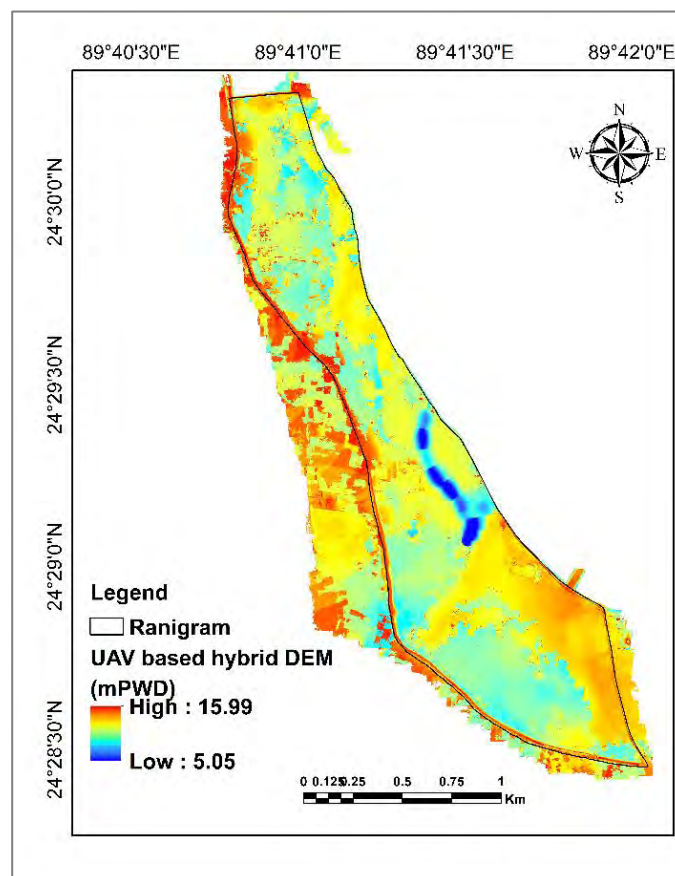 89°40'30"E 89°41'0"E 89°41'30"E 89°42'0"E
N
W E
S
24°30'0"N
24°29'30"N
24°29'0"N
24°28'30"N
Legend
Ranigram
UAV based hybrid DEM
(mPWD)
High : 15.99
Low : 5.05
0 0.125 0.25 0.5 0.75 1
Km